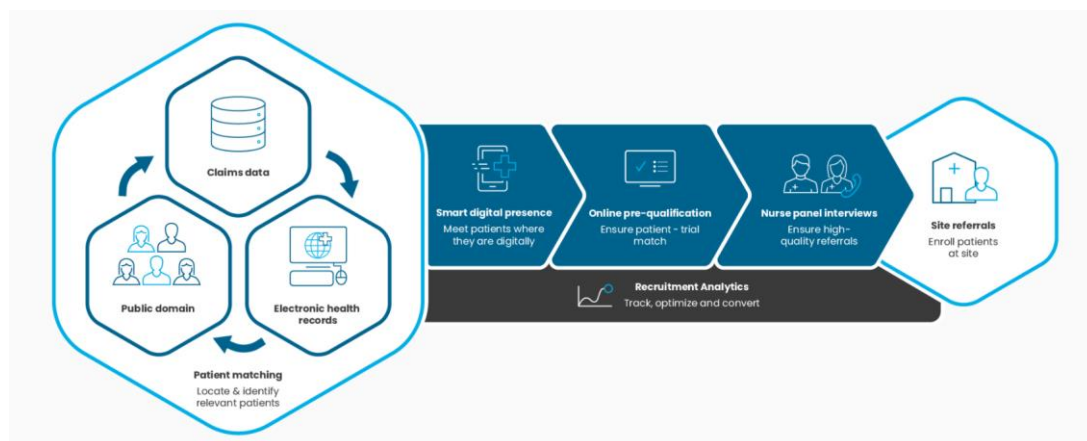 Claims data
Public domain
Electronic health
records
Patient matching
Locate & identify
relevant patients
Smart digital presence
Meet patients where
they are digitally
Online pre-qualification
Ensure patient - trial
match
Nurse panel interviews
Ensure high-
quality referrals
Recruitment Analytics
Track, optimize and convert
Site referrals
Enroll patients
at site